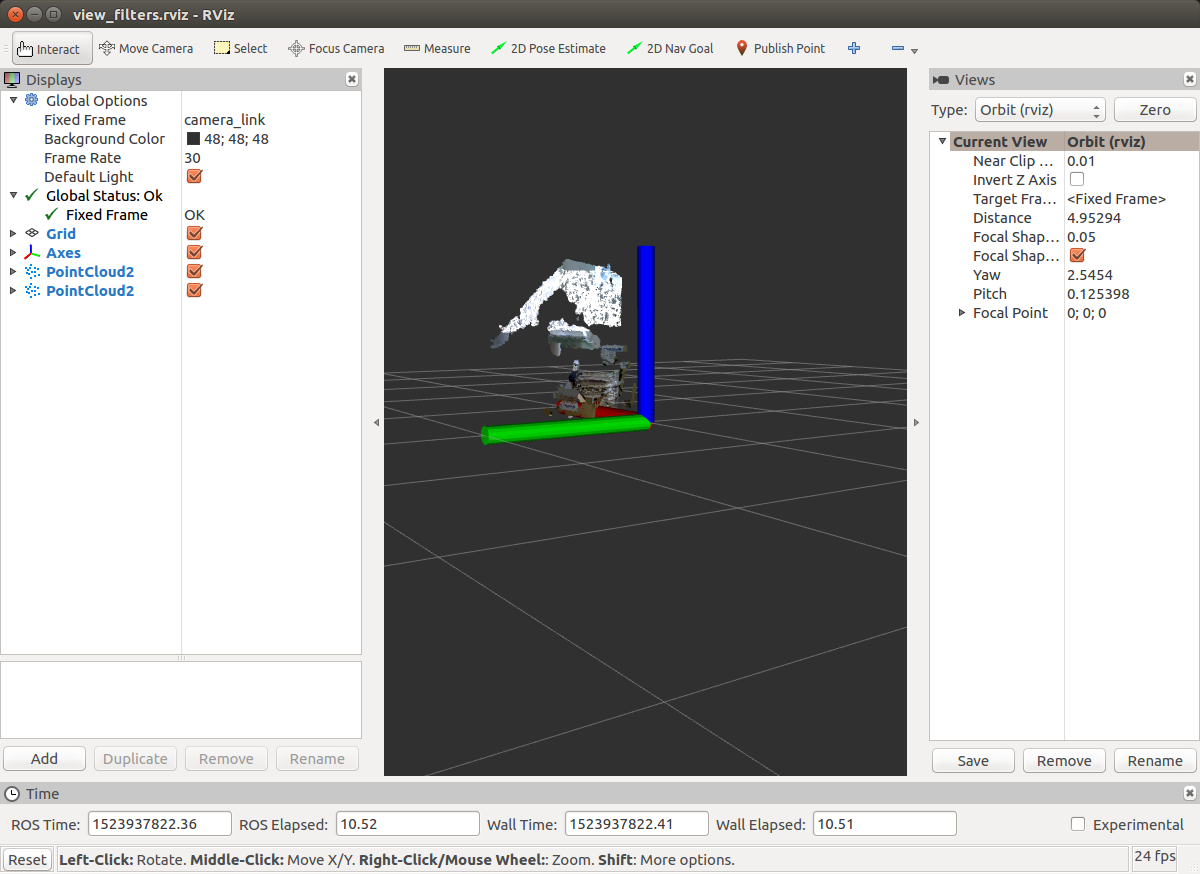 view_filters.rviz - RViz
Interact Move Camera Select Focus Camera Measure 2D Pose Estimate 2D Nav Goal Publish Point
Displays
Global Options
Fixed Frame camera_link
Background Color 48; 48; 48
Frame Rate 30
Default Light
Global Status: Ok
Fixed Frame OK
Grid
Axes
PointCloud2
PointCloud2
Add Duplicate Remove Rename
Views
Type: Orbit (rviz) Zero
Current View Orbit (rviz)
Near Clip ... 0.01
Invert Z Axis
Target Fra... <Fixed Frame>
Distance 4.95294
Focal Shap... 0.05
Focal Shap...
Yaw 2.5454
Pitch 0.125398
Focal Point 0; 0; 0
Save Remove Rename
Time
ROS Time: 1523937822.36 ROS Elapsed: 10.52 Wall Time: 1523937822.41 Wall Elapsed: 10.51 Experimental
Reset Left-Click: Rotate. Middle-Click: Move X/Y. Right-Click/Mouse Wheel:: Zoom. Shift: More options. 24 fps